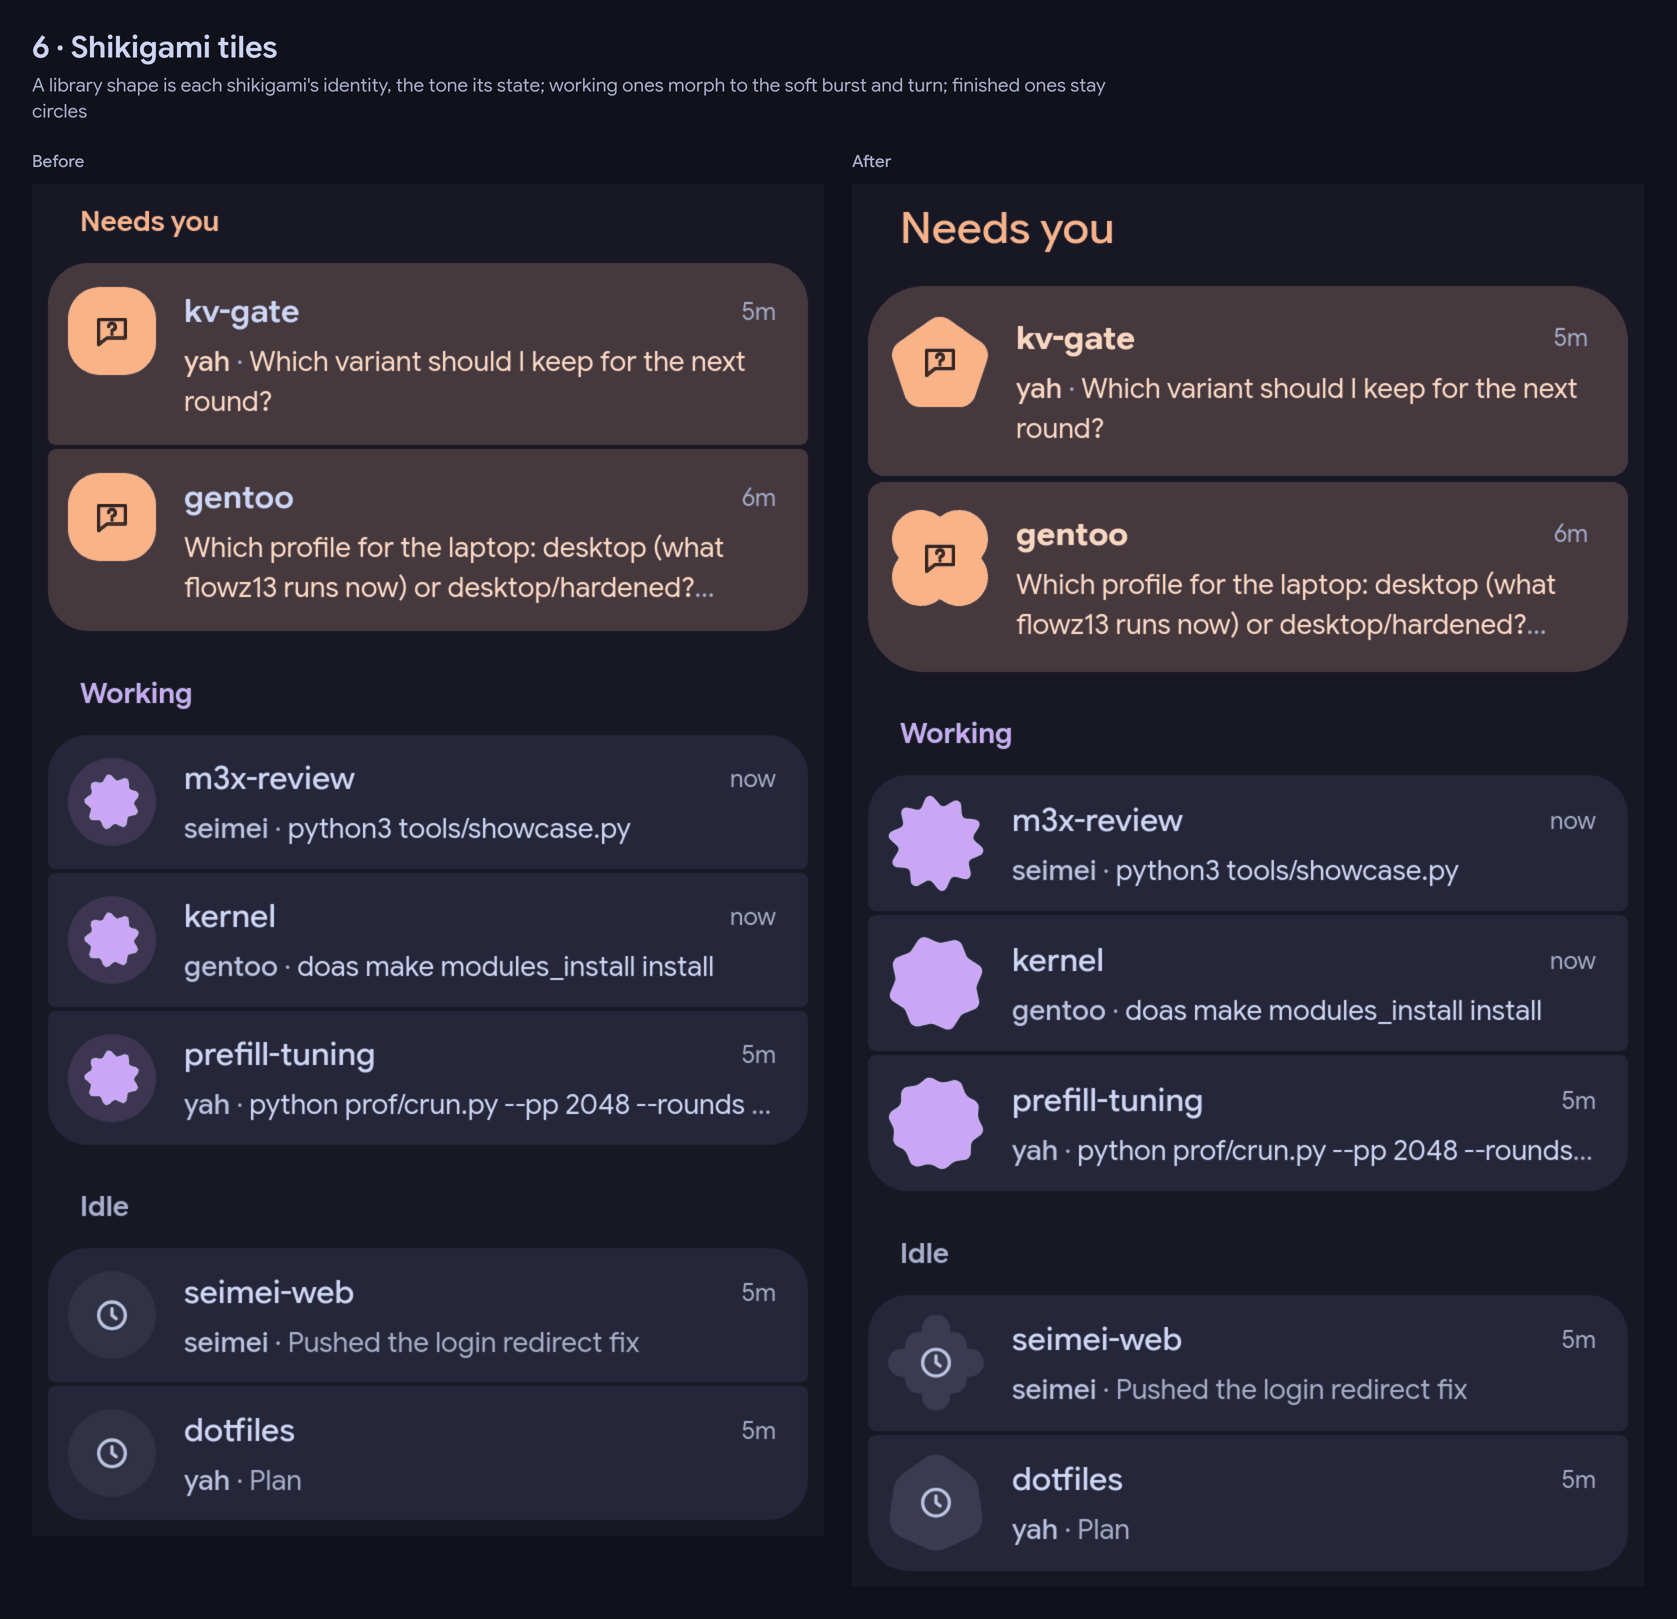 6 · Shikigami tiles
A library shape is each shikigami's identity, the tone its state; working ones morph to the soft burst and turn; finished ones stay
circles
Before
Needs you
kv-gate 5m
yah · Which variant should I keep for the next
round?
gentoo 6m
Which profile for the laptop: desktop (what
flowz13 runs now) or desktop/hardened?...
Working
m3x-review now
seimei · python3 tools/showcase.py
kernel now
gentoo · doas make modules_install install
prefill-tuning 5m
yah · python prof/crun.py --pp 2048 --rounds ...
Idle
seimei-web 5m
seimei · Pushed the login redirect fix
dotfiles 5m
yah · Plan
After
Needs you
kv-gate 5m
yah · Which variant should I keep for the next
round?
gentoo 6m
Which profile for the laptop: desktop (what
flowz13 runs now) or desktop/hardened?...
Working
m3x-review now
seimei · python3 tools/showcase.py
kernel now
gentoo · doas make modules_install install
prefill-tuning 5m
yah · python prof/crun.py --pp 2048 --rounds...
Idle
seimei-web 5m
seimei · Pushed the login redirect fix
dotfiles 5m
yah · Plan